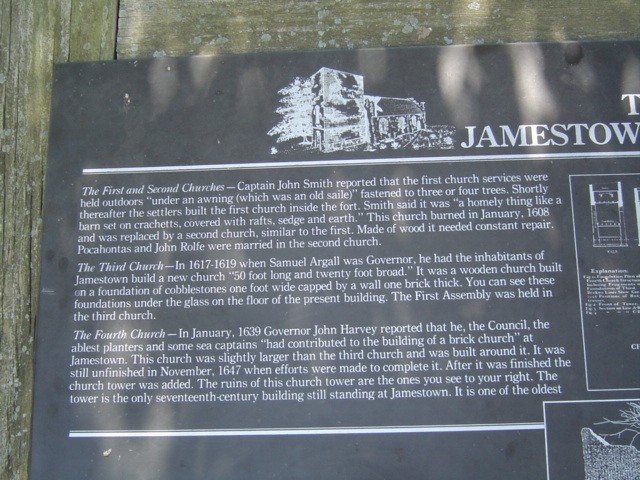 T
JAMESTOW
The First and Second Churches — Captain John Smith reported that the first church services were
held outdoors "under an awning (which was an old saile)" fastened to three or four trees. Shortly
thereafter the settlers built the first church inside the fort. Smith said it was "a homely thing like a
barn set on crachetts, covered with rafts, sedge and earth." This church burned in January, 1608
and was replaced by a second church, similar to the first. Made of wood it needed constant repair.
Pocahontas and John Rolfe were married in the second church.
The Third Church — In 1617-1619 when Samuel Argall was Governor, he had the inhabitants of
Jamestown build a new church "50 foot long and twenty foot broad." It was a wooden church built
on a foundation of cobblestones one foot wide capped by a wall one brick thick. You can see these
foundations under the glass on the floor of the present building. The First Assembly was held in
the third church.
The Fourth Church — In January, 1639 Governor John Harvey reported that he, the Council, the
ablest planters and some sea captains "had contributed to the building of a brick church" at
Jamestown. This church was slightly larger than the third church and was built around it. It was
still unfinished in November, 1647 when efforts were made to complete it. After it was finished the
church tower was added. The ruins of this church tower are the ones you see to your right. The
tower is the only seventeenth-century building still standing at Jamestown. It is one of the oldest
Explanation: